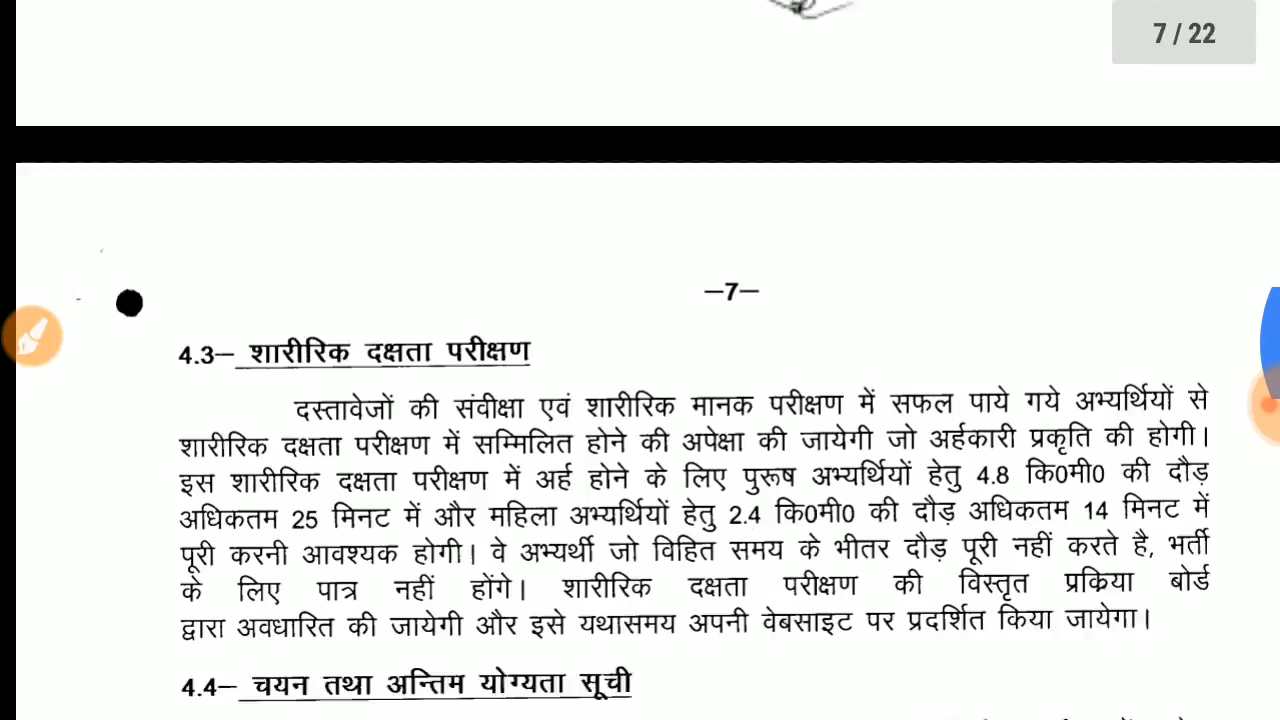 7 / 22
–7–
4.3– शारीरिक दक्षता परीक्षण
दस्तावेजों की संवीक्षा एवं शारीरिक मानक परीक्षण में सफल पाये गये अभ्यर्थियों से
शारीरिक दक्षता परीक्षण में सम्मिलित होने की अपेक्षा की जायेगी जो अर्हकारी प्रकृति की होगी।
इस शारीरिक दक्षता परीक्षण में अर्ह होने के लिए पुरूष अभ्यर्थियों हेतु 4.8 कि0मी0 की दौड़
अधिकतम 25 मिनट में और महिला अभ्यर्थियों हेतु 2.4 कि0मी0 की दौड़ अधिकतम 14 मिनट में
पूरी करनी आवश्यक होगी। वे अभ्यर्थी जो विहित समय के भीतर दौड़ पूरी नहीं करते है, भर्ती
के लिए पात्र नहीं होंगे। शारीरिक दक्षता परीक्षण की विस्तृत प्रक्रिया बोर्ड
द्वारा अवधारित की जायेगी और इसे यथासमय अपनी वेबसाइट पर प्रदर्शित किया जायेगा।
4.4– चयन तथा अन्तिम योग्यता सूची